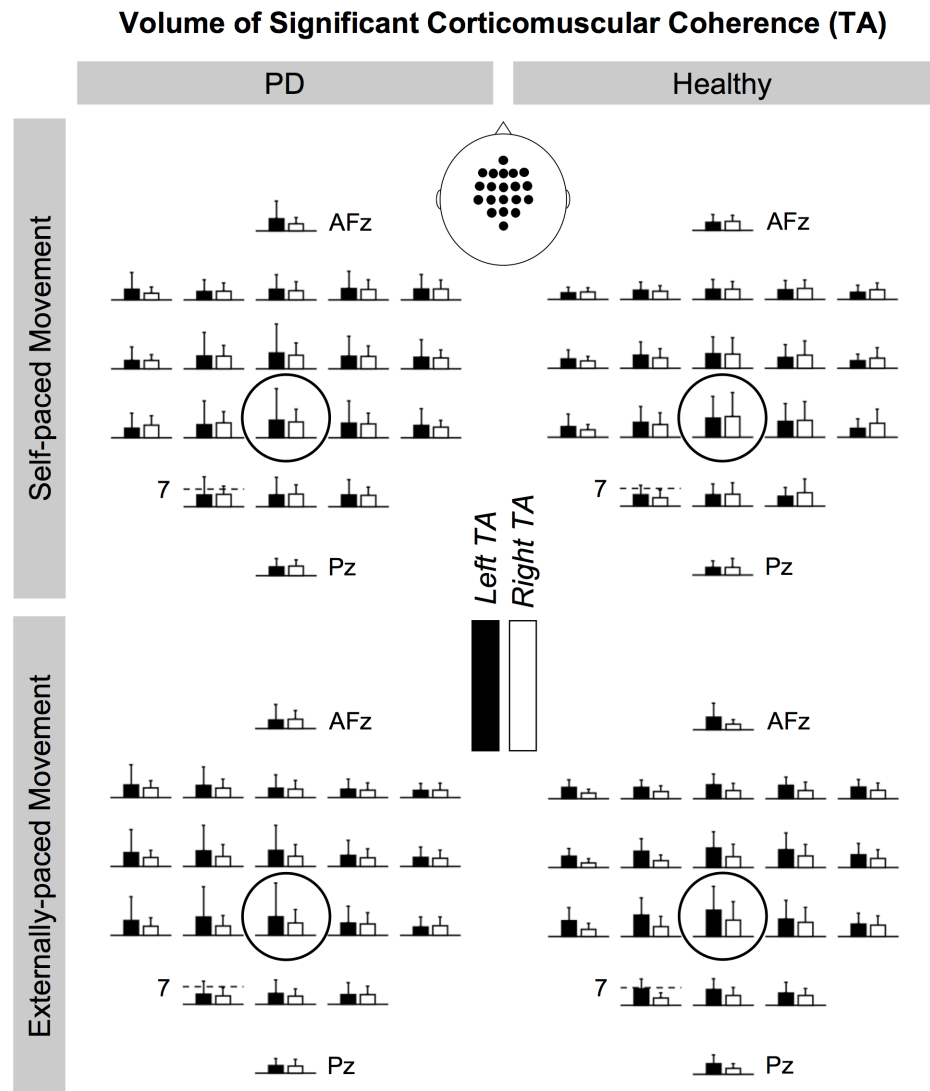 Volume of Significant Corticomuscular Coherence (TA)
PD
Healthy
Self-paced Movement
AFz
AFz
7
7
Pz
Pz
Left TA
Right TA
Externally-paced Movement
AFz
AFz
7
7
Pz
Pz